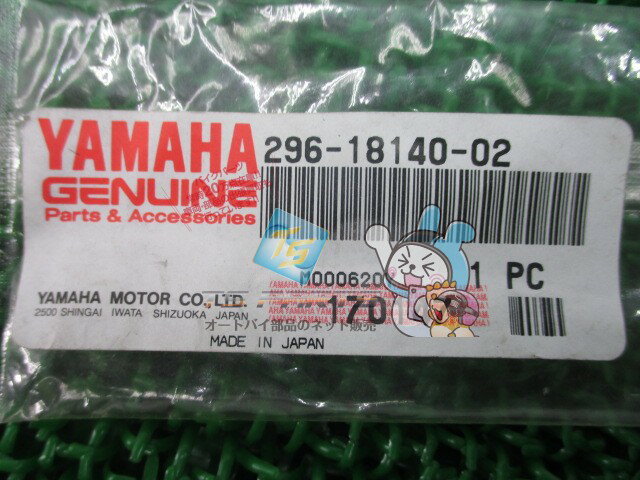 YAMAHA
GENUINE
Parts & Accessories
296-18140-02
M000620
1 PC
170
YAMAHA MOTOR CO.,LTD.
2500 SHINGAI IWATA SHIZUOKA, JAPAN
オートバイ部品のネット販売
MADE IN JAPAN